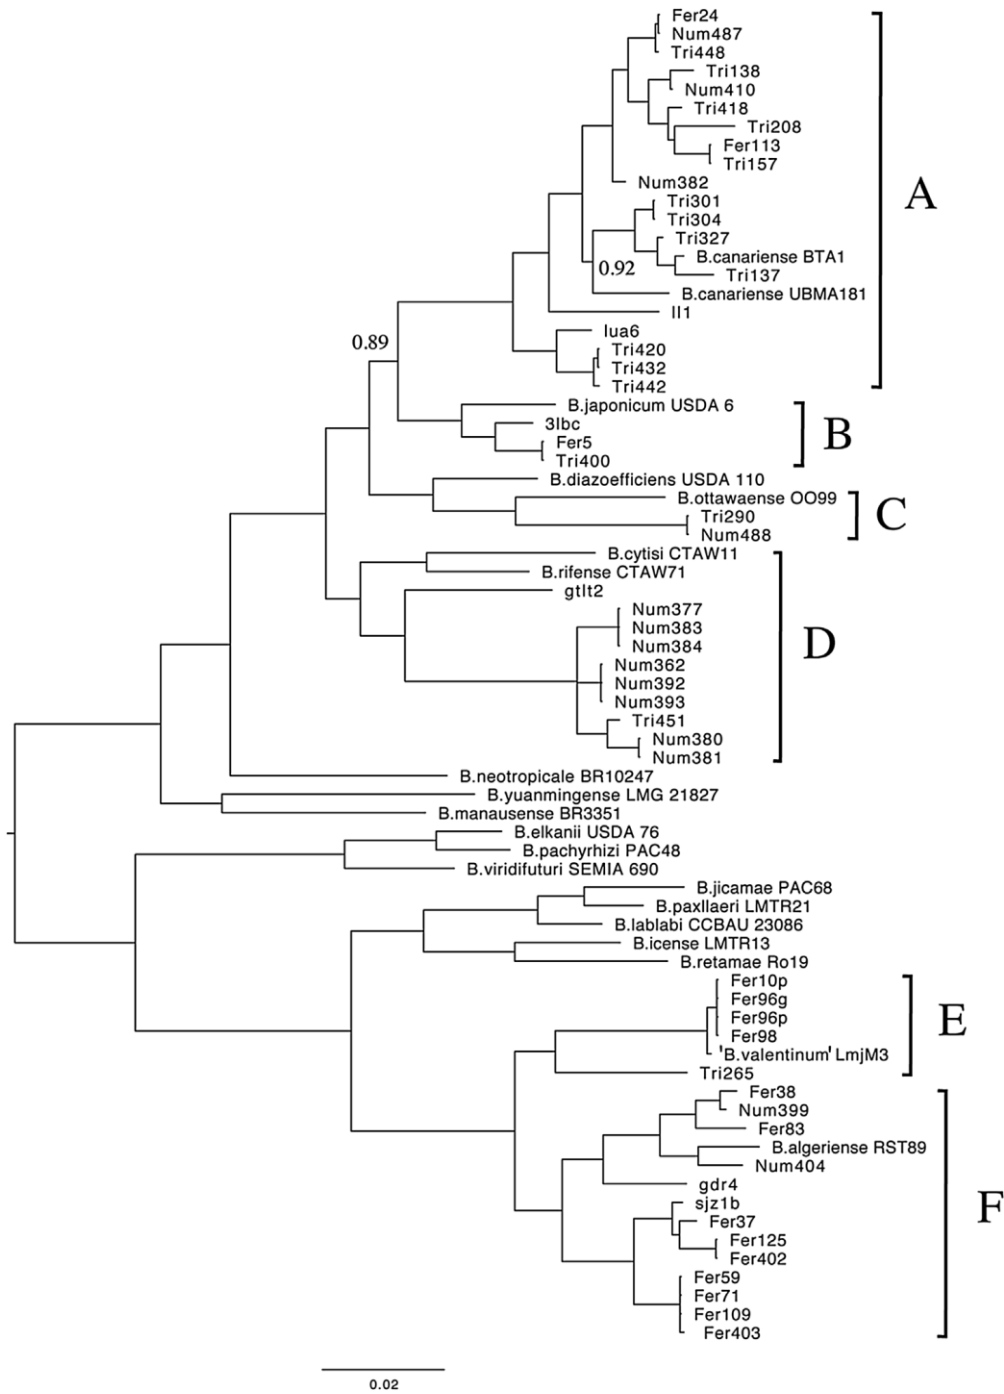 Fer24
Num487
Tri448
Tri138
Num410
Tri418
Tri208
Fer113
Tri157
Num382
A
Tri301
Tri304
Tri327
B.canariense BTA1
0.92
Tri137
B.canariense UBMA181
II1
lua6
0.89
Tri420
Tri432
Tri442
B.japonicum USDA 6
3lbc
B
Fer5
Tri400
B.diazoefficiens USDA 110
B.ottawaense OO99
C
Tri290
Num488
B.cytisi CTAW11
B.rifense CTAW71
gtlt2
Num377
Num383
D
Num384
Num362
Num392
Num393
Tri451
Num380
Num381
B.neotropicale BR10247
B.yuanmingense LMG 21827
B.manausense BR3351
B.elkanii USDA 76
B.pachyrhizi PAC48
B.viridifuturi SEMIA 690
B.jicamae PAC68
B.paxllaeri LMTR21
B.lablabi CCBAU 23086
B.icense LMTR13
B.retamae Ro19
Fer10p
Fer96g
Fer96p
E
Fer98
'B.valentinum' LmjM3
Tri265
Fer38
Num399
Fer83
B.algeriense RST89
Num404
gdr4
sjz1b
F
Fer37
Fer125
Fer402
Fer59
Fer71
Fer109
Fer403
0.02